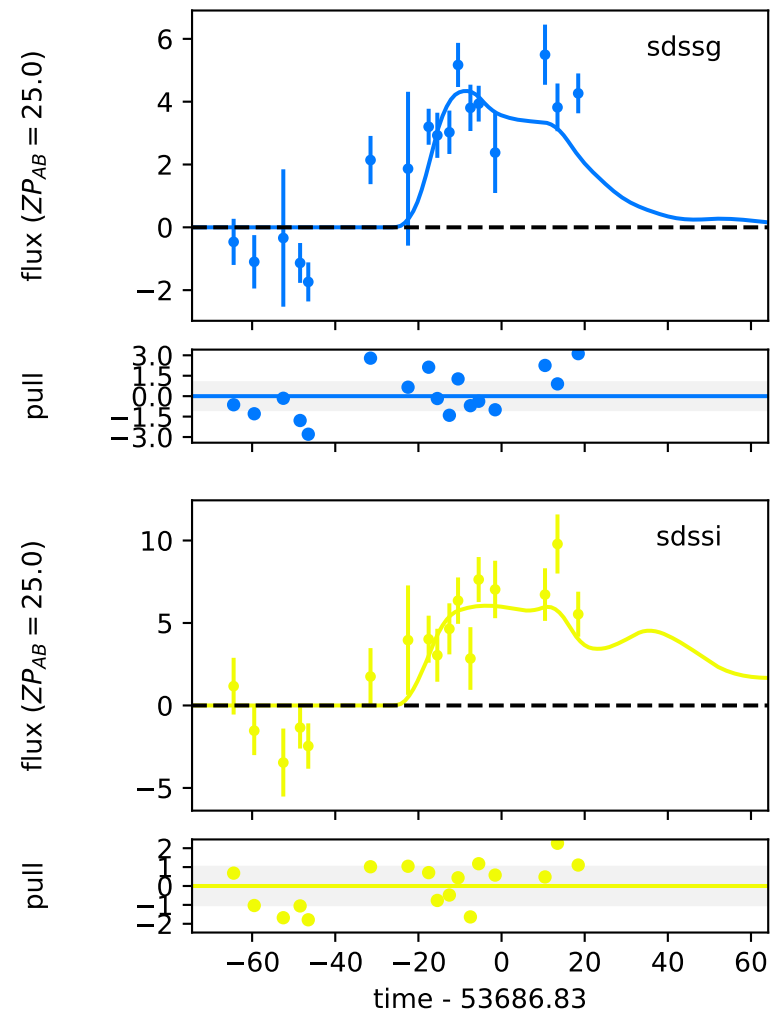 sdssg
flux (ZP_AB = 25.0)
6
4
2
0
−2
pull
3.0
1.5
0.0
−1.5
−3.0
sdssi
flux (ZP_AB = 25.0)
10
5
0
−5
pull
2
1
0
−1
−2
−60 −40 −20 0 20 40 60
time - 53686.83